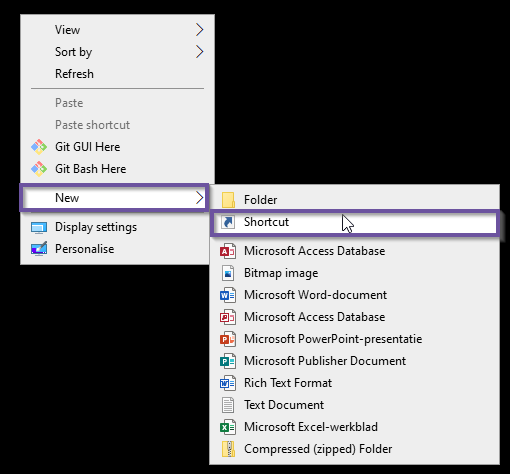 View
Sort by
Refresh
Paste
Paste shortcut
Git GUI Here
Git Bash Here
New
Display settings
Personalise
Folder
Shortcut
Microsoft Access Database
Bitmap image
Microsoft Word-document
Microsoft Access Database
Microsoft PowerPoint-presentatie
Microsoft Publisher Document
Rich Text Format
Text Document
Microsoft Excel-werkblad
Compressed (zipped) Folder